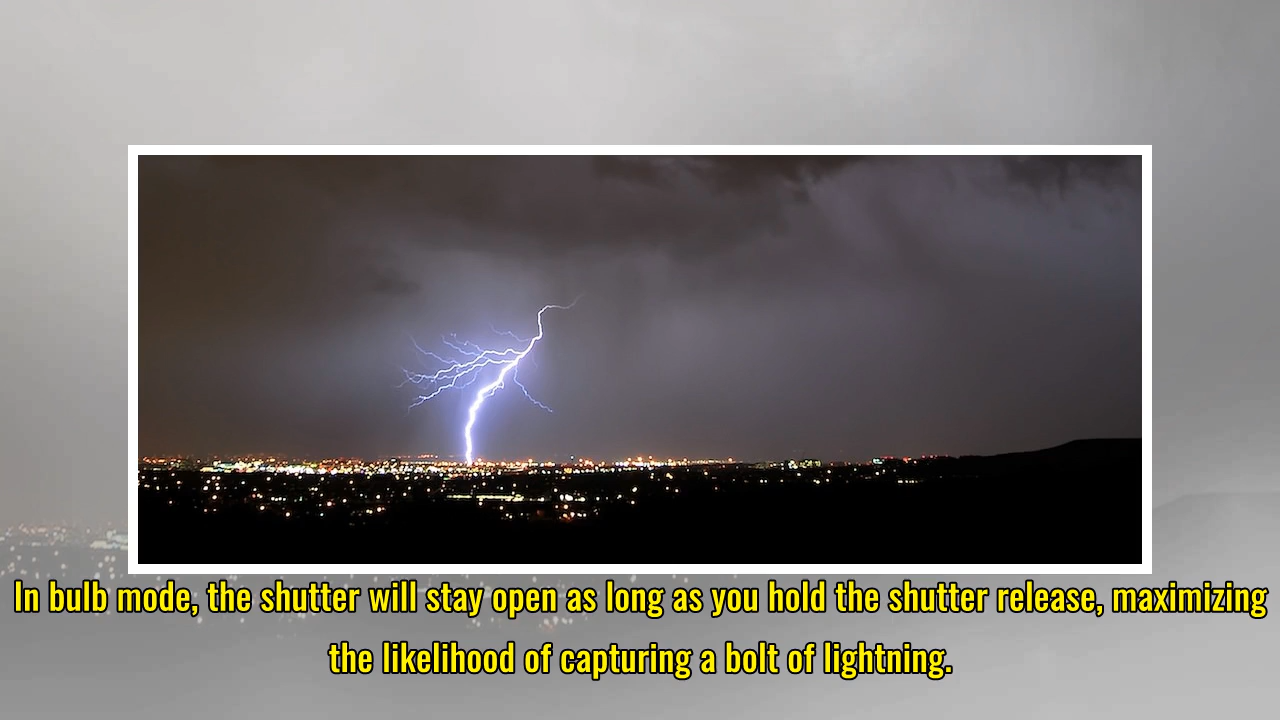 In bulb mode, the shutter will stay open as long as you hold the shutter release, maximizing
the likelihood of capturing a bolt of lightning.